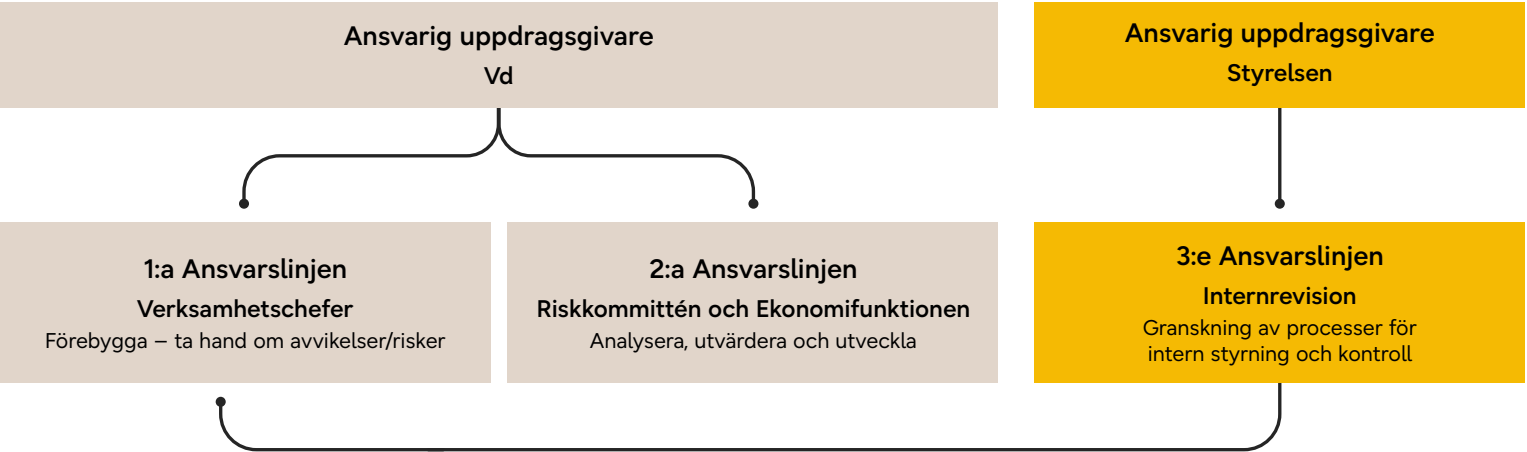 Ansvarig uppdragsgivare
Vd
Ansvarig uppdragsgivare
Styrelsen
1:a Ansvarslinjen
Verksamhetschefer
Förebygga – ta hand om avvikelser/risker
2:a Ansvarslinjen
Riskkommittén och Ekonomifunktionen
Analysera, utvärdera och utveckla
3:e Ansvarslinjen
Internrevision
Granskning av processer för
intern styrning och kontroll